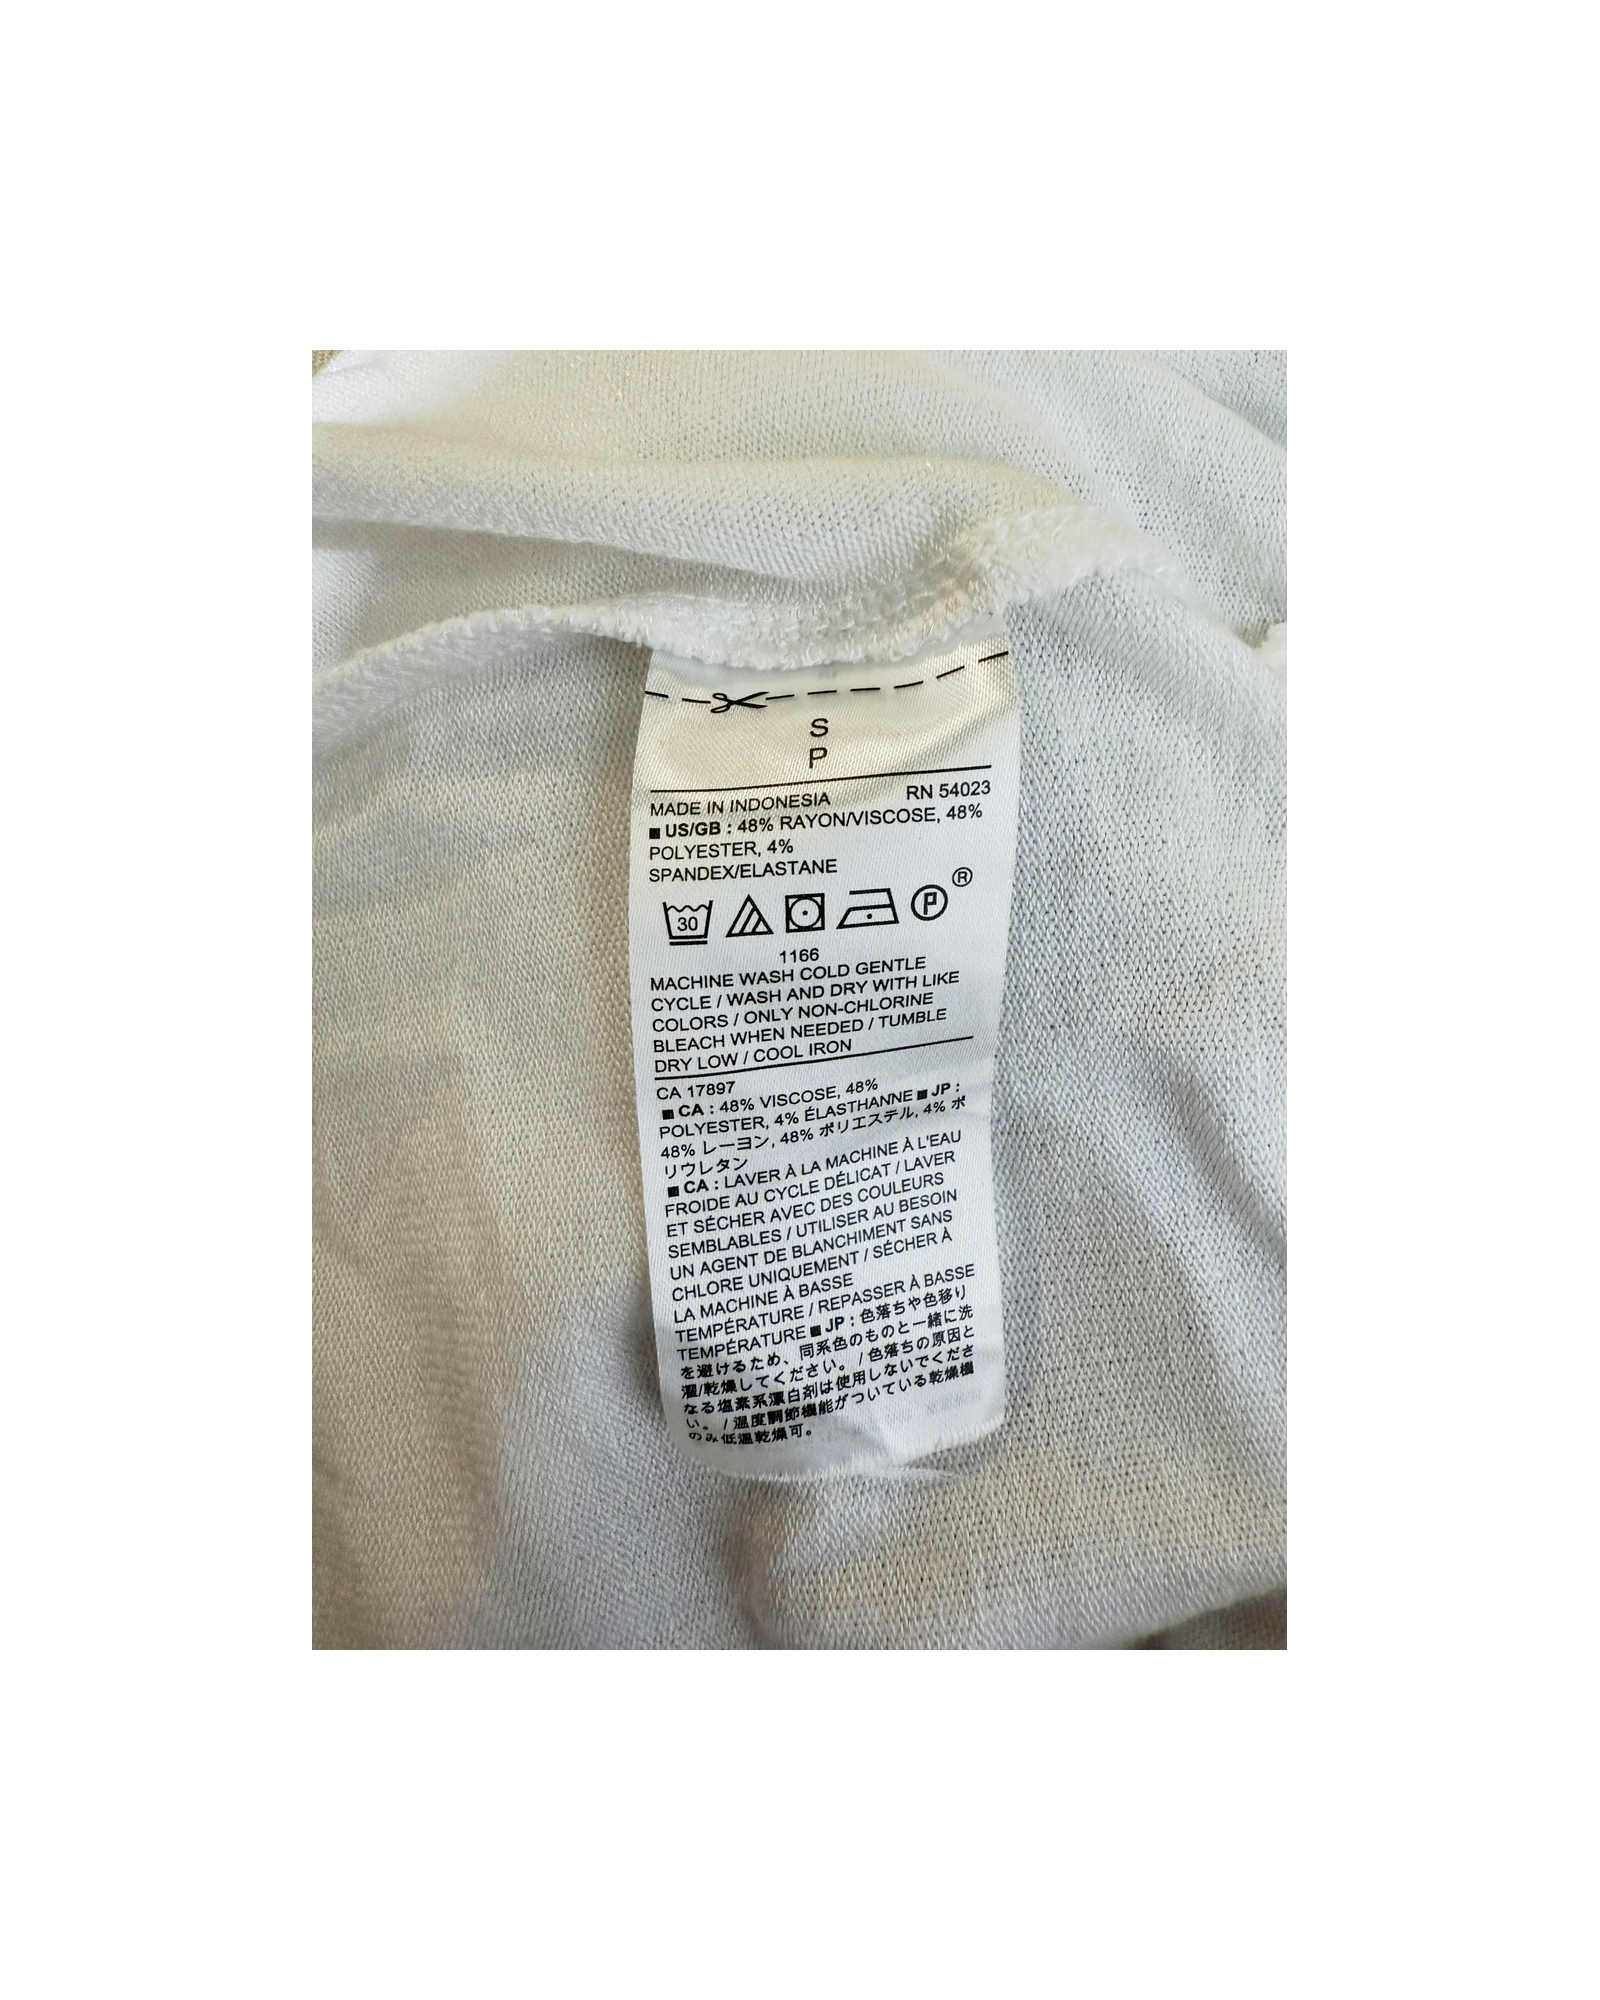 S
P
MADE IN INDONESIA RN 54023
■ US/GB : 48% RAYON/VISCOSE, 48%
POLYESTER, 4%
SPANDEX/ELASTANE
30 P ®
1166
MACHINE WASH COLD GENTLE
CYCLE / WASH AND DRY WITH LIKE
COLORS / ONLY NON-CHLORINE
BLEACH WHEN NEEDED / TUMBLE
DRY LOW / COOL IRON
CA 17897
■ CA : 48% VISCOSE, 48%
POLYESTER, 4% ÉLASTHANNE ■ JP :
48% レーヨン, 48% ポリエステル, 4% ポ
リウレタン
■ CA : LAVER À LA MACHINE À L'EAU
FROIDE AU CYCLE DÉLICAT / LAVER
ET SÉCHER AVEC DES COULEURS
SEMBLABLES / UTILISER AU BESOIN
UN AGENT DE BLANCHIMENT SANS
CHLORE UNIQUEMENT / SÉCHER À
LA MACHINE À BASSE
TEMPÉRATURE / REPASSER À BASSE
TEMPÉRATURE ■ JP : 色落ちや色移り
を避けるため、同系色のものと一緒に洗
濯/乾燥してください。 / 色落ちの原因と
なる塩素系漂白剤は使用しないでくださ
い。 / 温度調節機能がついている乾燥機
のみ低温乾燥可。